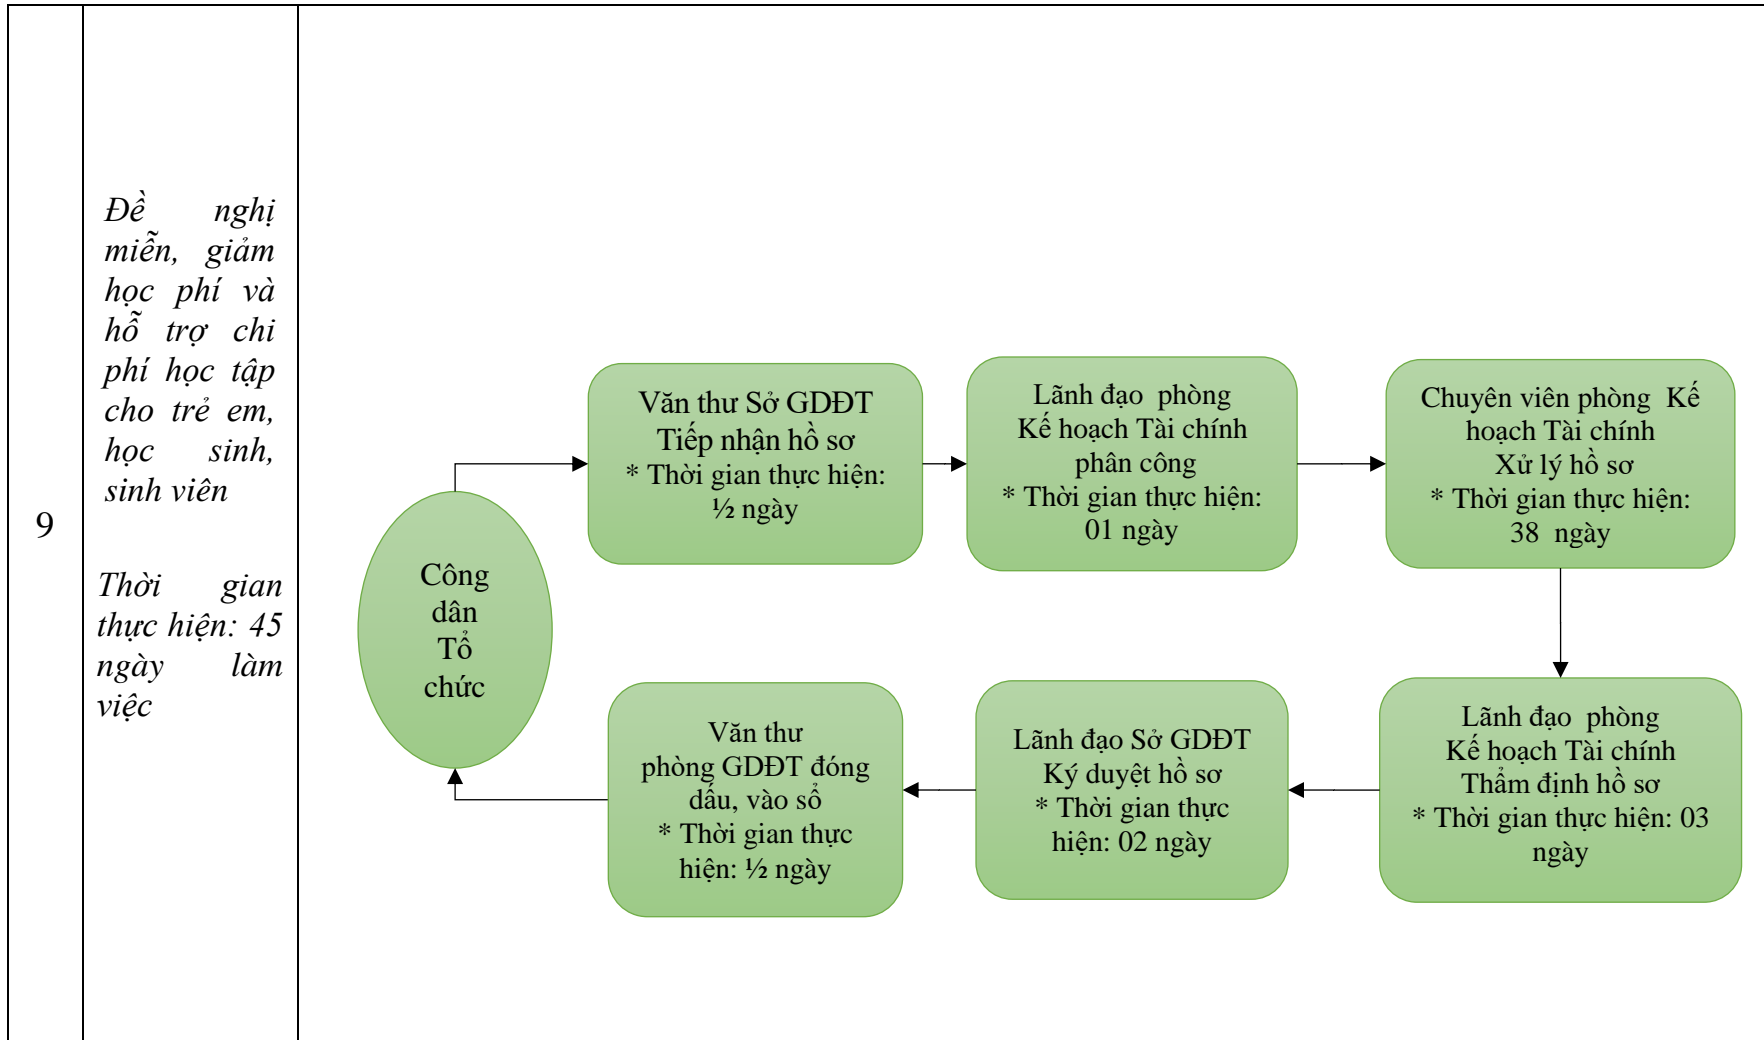 9
Đề nghị
miễn, giảm
học phí và
hỗ trợ chi
phí học tập
cho trẻ em,
học sinh,
sinh viên
Thời gian
thực hiện: 45
ngày làm
việc
Công
dân
Tổ
chức
Văn thư Sở GDĐT
Tiếp nhận hồ sơ
* Thời gian thực hiện:
½ ngày
Lãnh đạo phòng
Kế hoạch Tài chính
phân công
* Thời gian thực hiện:
01 ngày
Chuyên viên phòng Kế
hoạch Tài chính
Xử lý hồ sơ
* Thời gian thực hiện:
38 ngày
Lãnh đạo phòng
Kế hoạch Tài chính
Thẩm định hồ sơ
* Thời gian thực hiện: 03
ngày
Lãnh đạo Sở GDĐT
Ký duyệt hồ sơ
* Thời gian thực
hiện: 02 ngày
Văn thư
phòng GDĐT đóng
dấu, vào sổ
* Thời gian thực
hiện: ½ ngày